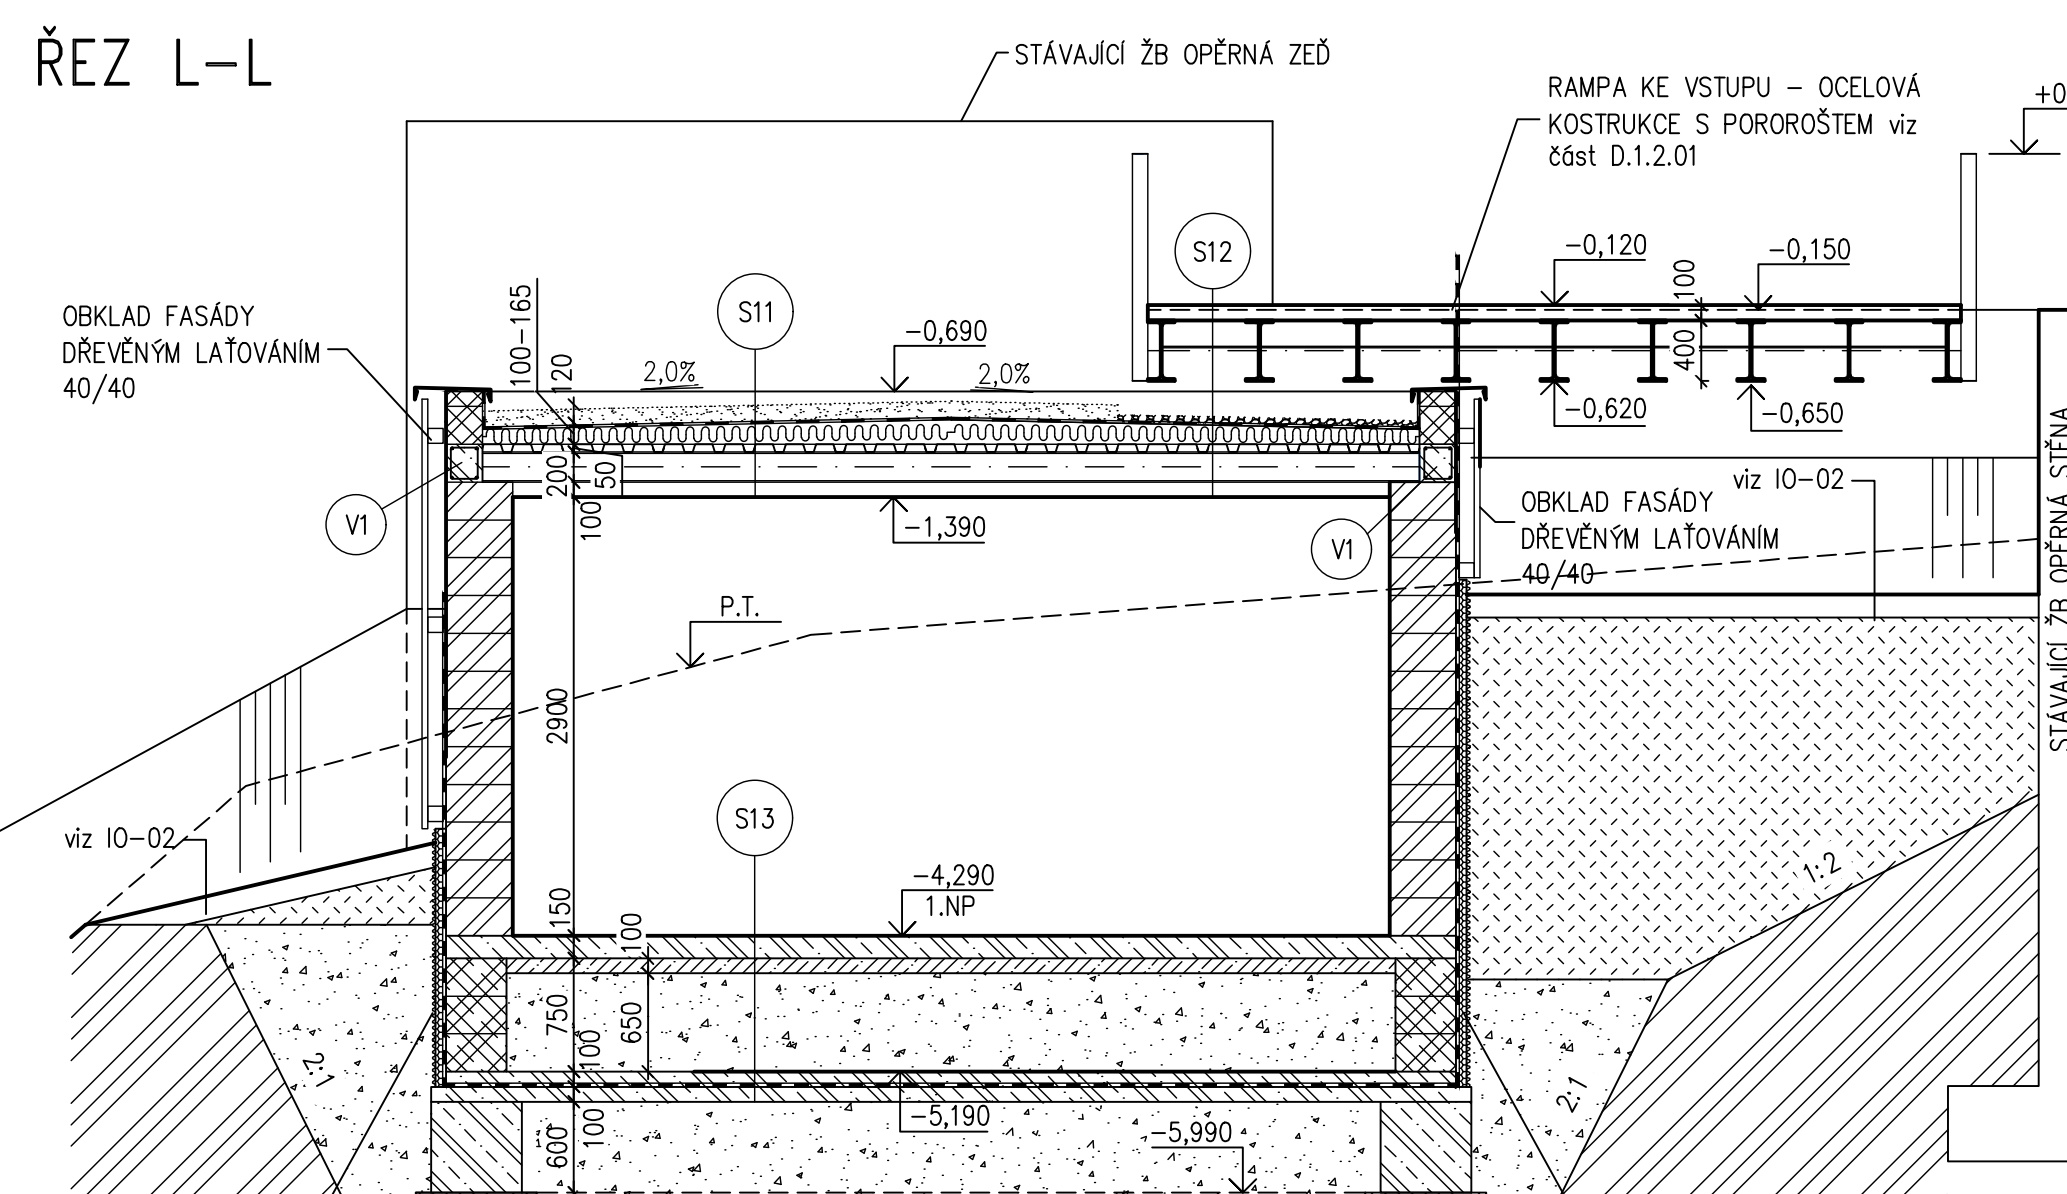 ŘEZ L-L
STÁVAJÍCÍ ŽB OPĚRNÁ ZEĎ
RAMPA KE VSTUPU - OCELOVÁ
KOSTRUKCE S POROROŠTEM viz
část D.1.2.01
+0
S12
-0,120
-0,150
100
400
OBKLAD FASÁDY
DŘEVĚNÝM LAŤOVÁNÍM
40/40
100-165
120
S11
-0,690
2,0%
2,0%
-0,620
-0,650
V1
200
50
100
-1,390
V1
viz IO-02
OBKLAD FASÁDY
DŘEVĚNÝM LAŤOVÁNÍM
40/40
STÁVAJÍCÍ ŽB OPĚRNÁ STĚNA
P.T.
2900
S13
viz IO-02
1:2
-4,290
1.NP
150
100
750
650
100
2:1
2:1
-5,190
-5,990
600
100